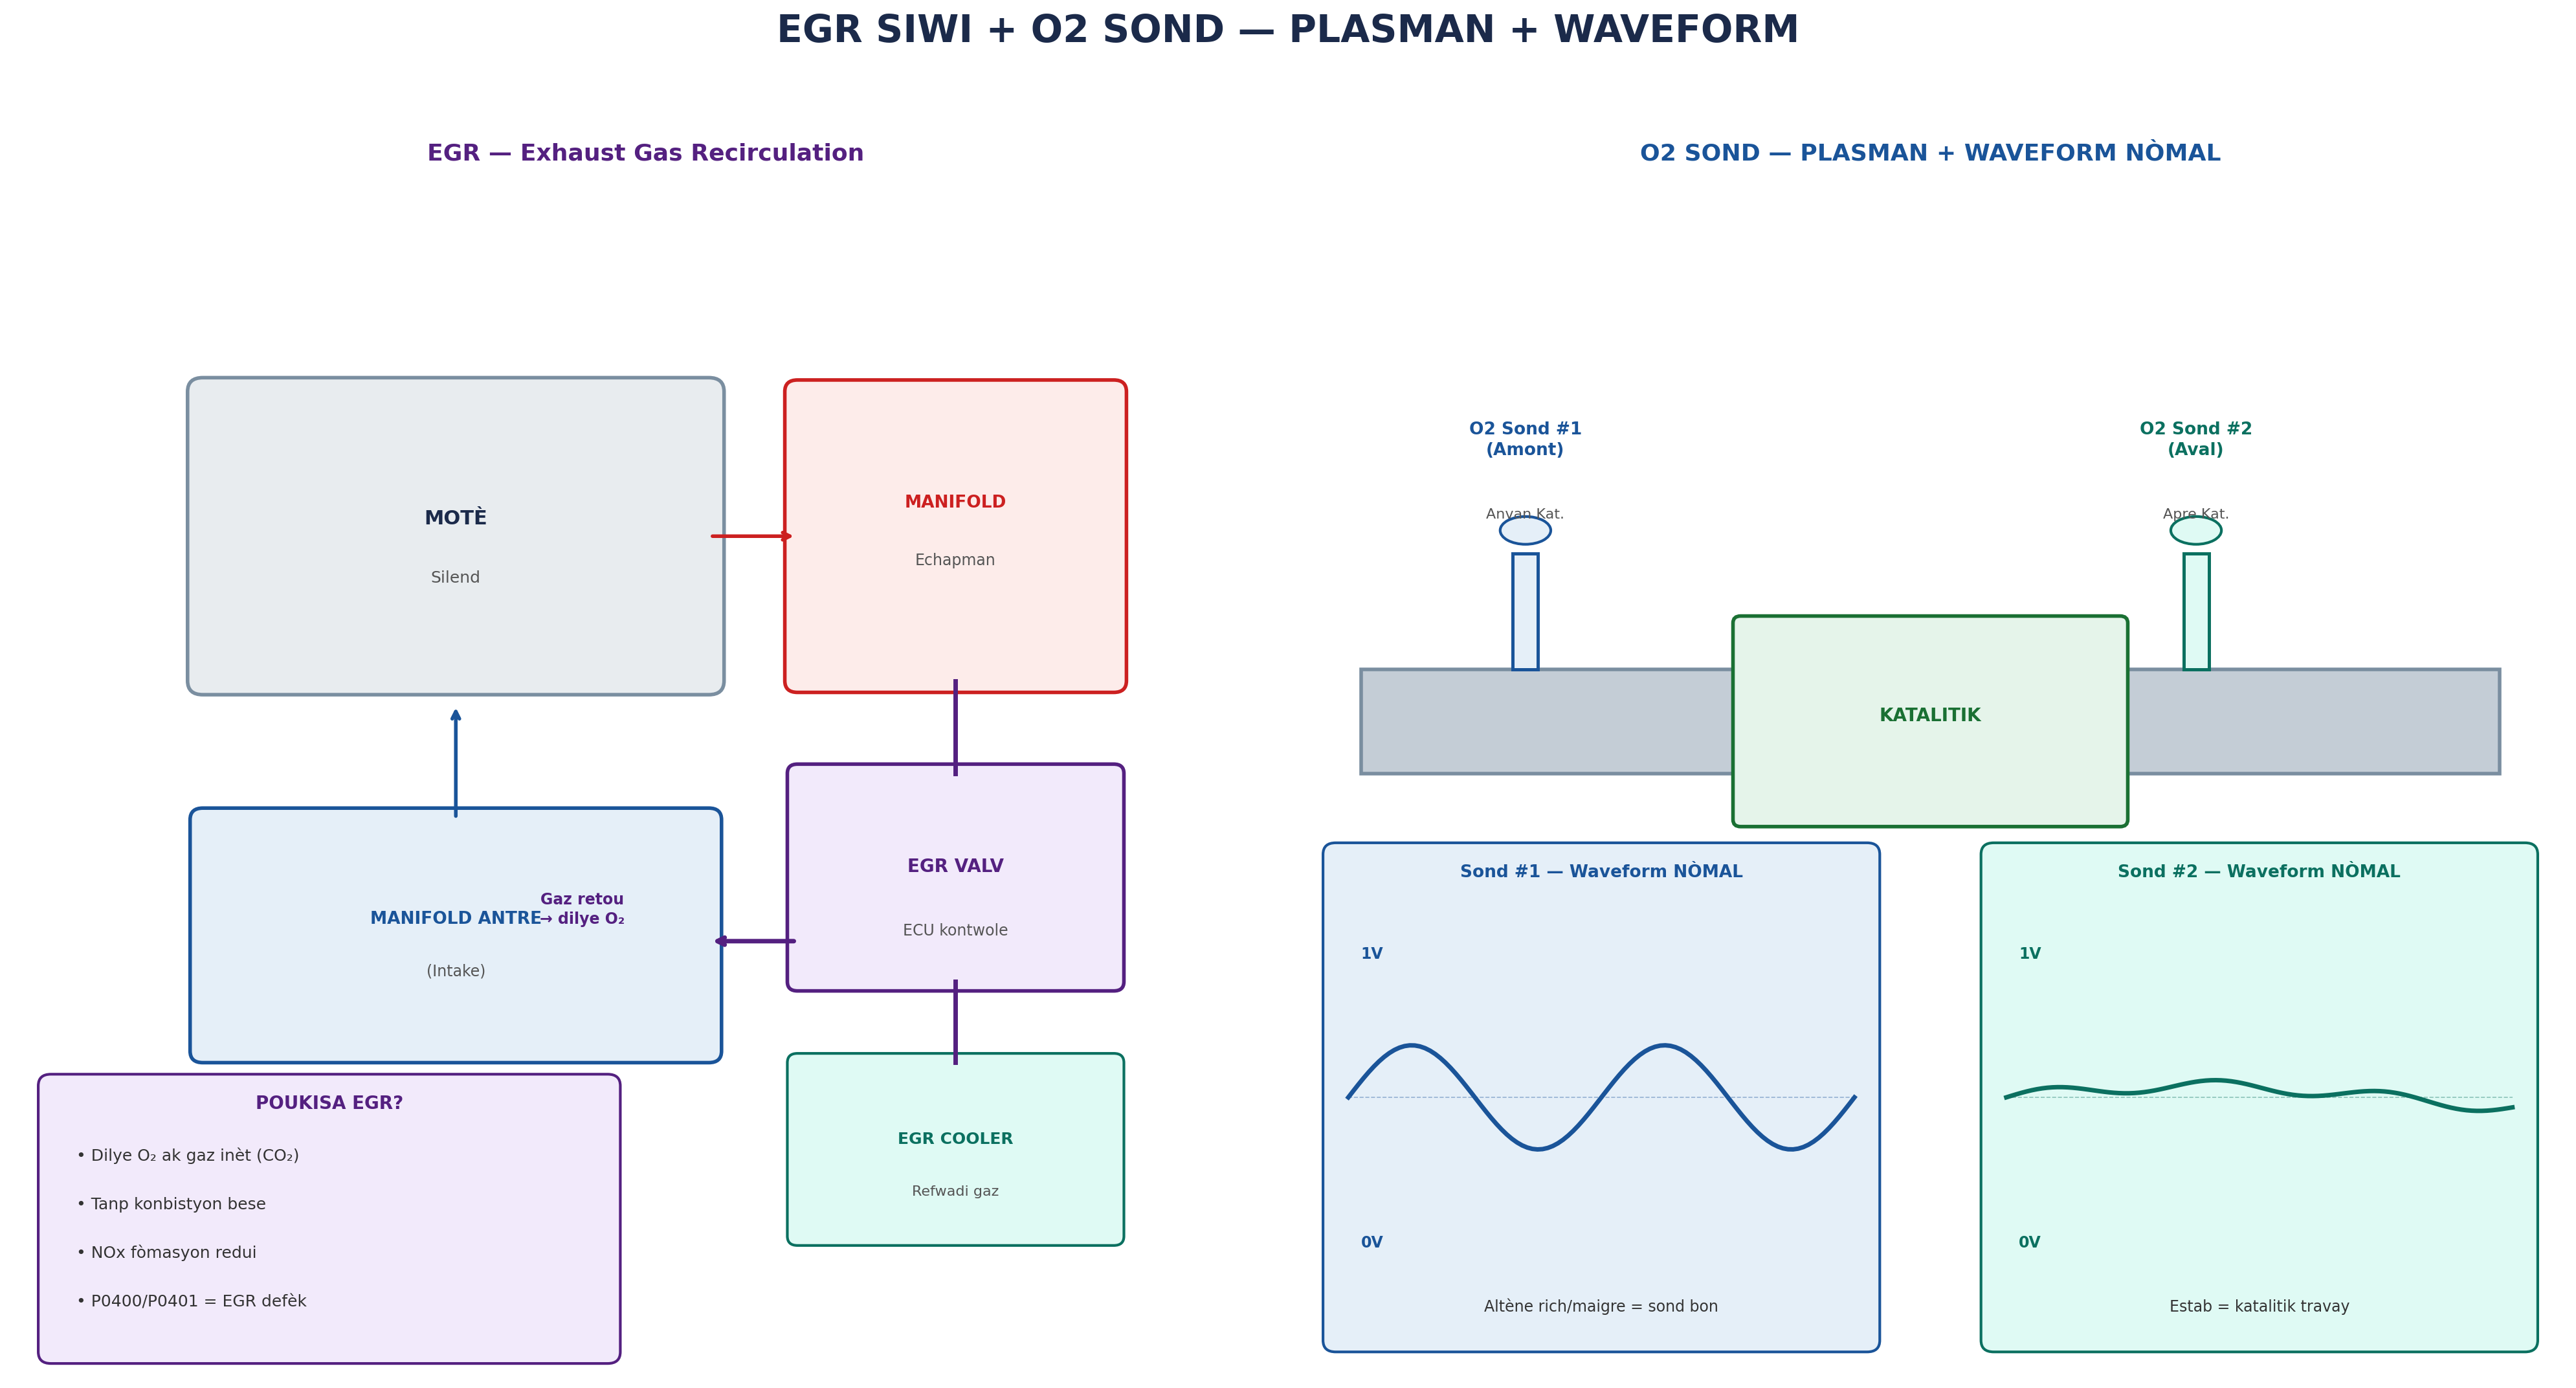 EGR SIWI + O2 SOND — PLASMAN + WAVEFORM
EGR — Exhaust Gas Recirculation
MOTÈ
Silend
MANIFOLD
Echapman
EGR VALV
ECU kontwole
Gaz retou
→ dilye O₂
MANIFOLD ANTRE
(Intake)
EGR COOLER
Refwadi gaz
POUKISA EGR?
• Dilye O₂ ak gaz inèt (CO₂)
• Tanp konbistyon bese
• NOx fòmasyon redui
• P0400/P0401 = EGR defèk
O2 SOND — PLASMAN + WAVEFORM NÒMAL
O2 Sond #1
(Amont)
Anvan Kat.
O2 Sond #2
(Aval)
Apre Kat.
KATALITIK
Sond #1 — Waveform NÒMAL
1V
0V
Altène rich/maigre = sond bon
Sond #2 — Waveform NÒMAL
1V
0V
Estab = katalitik travay